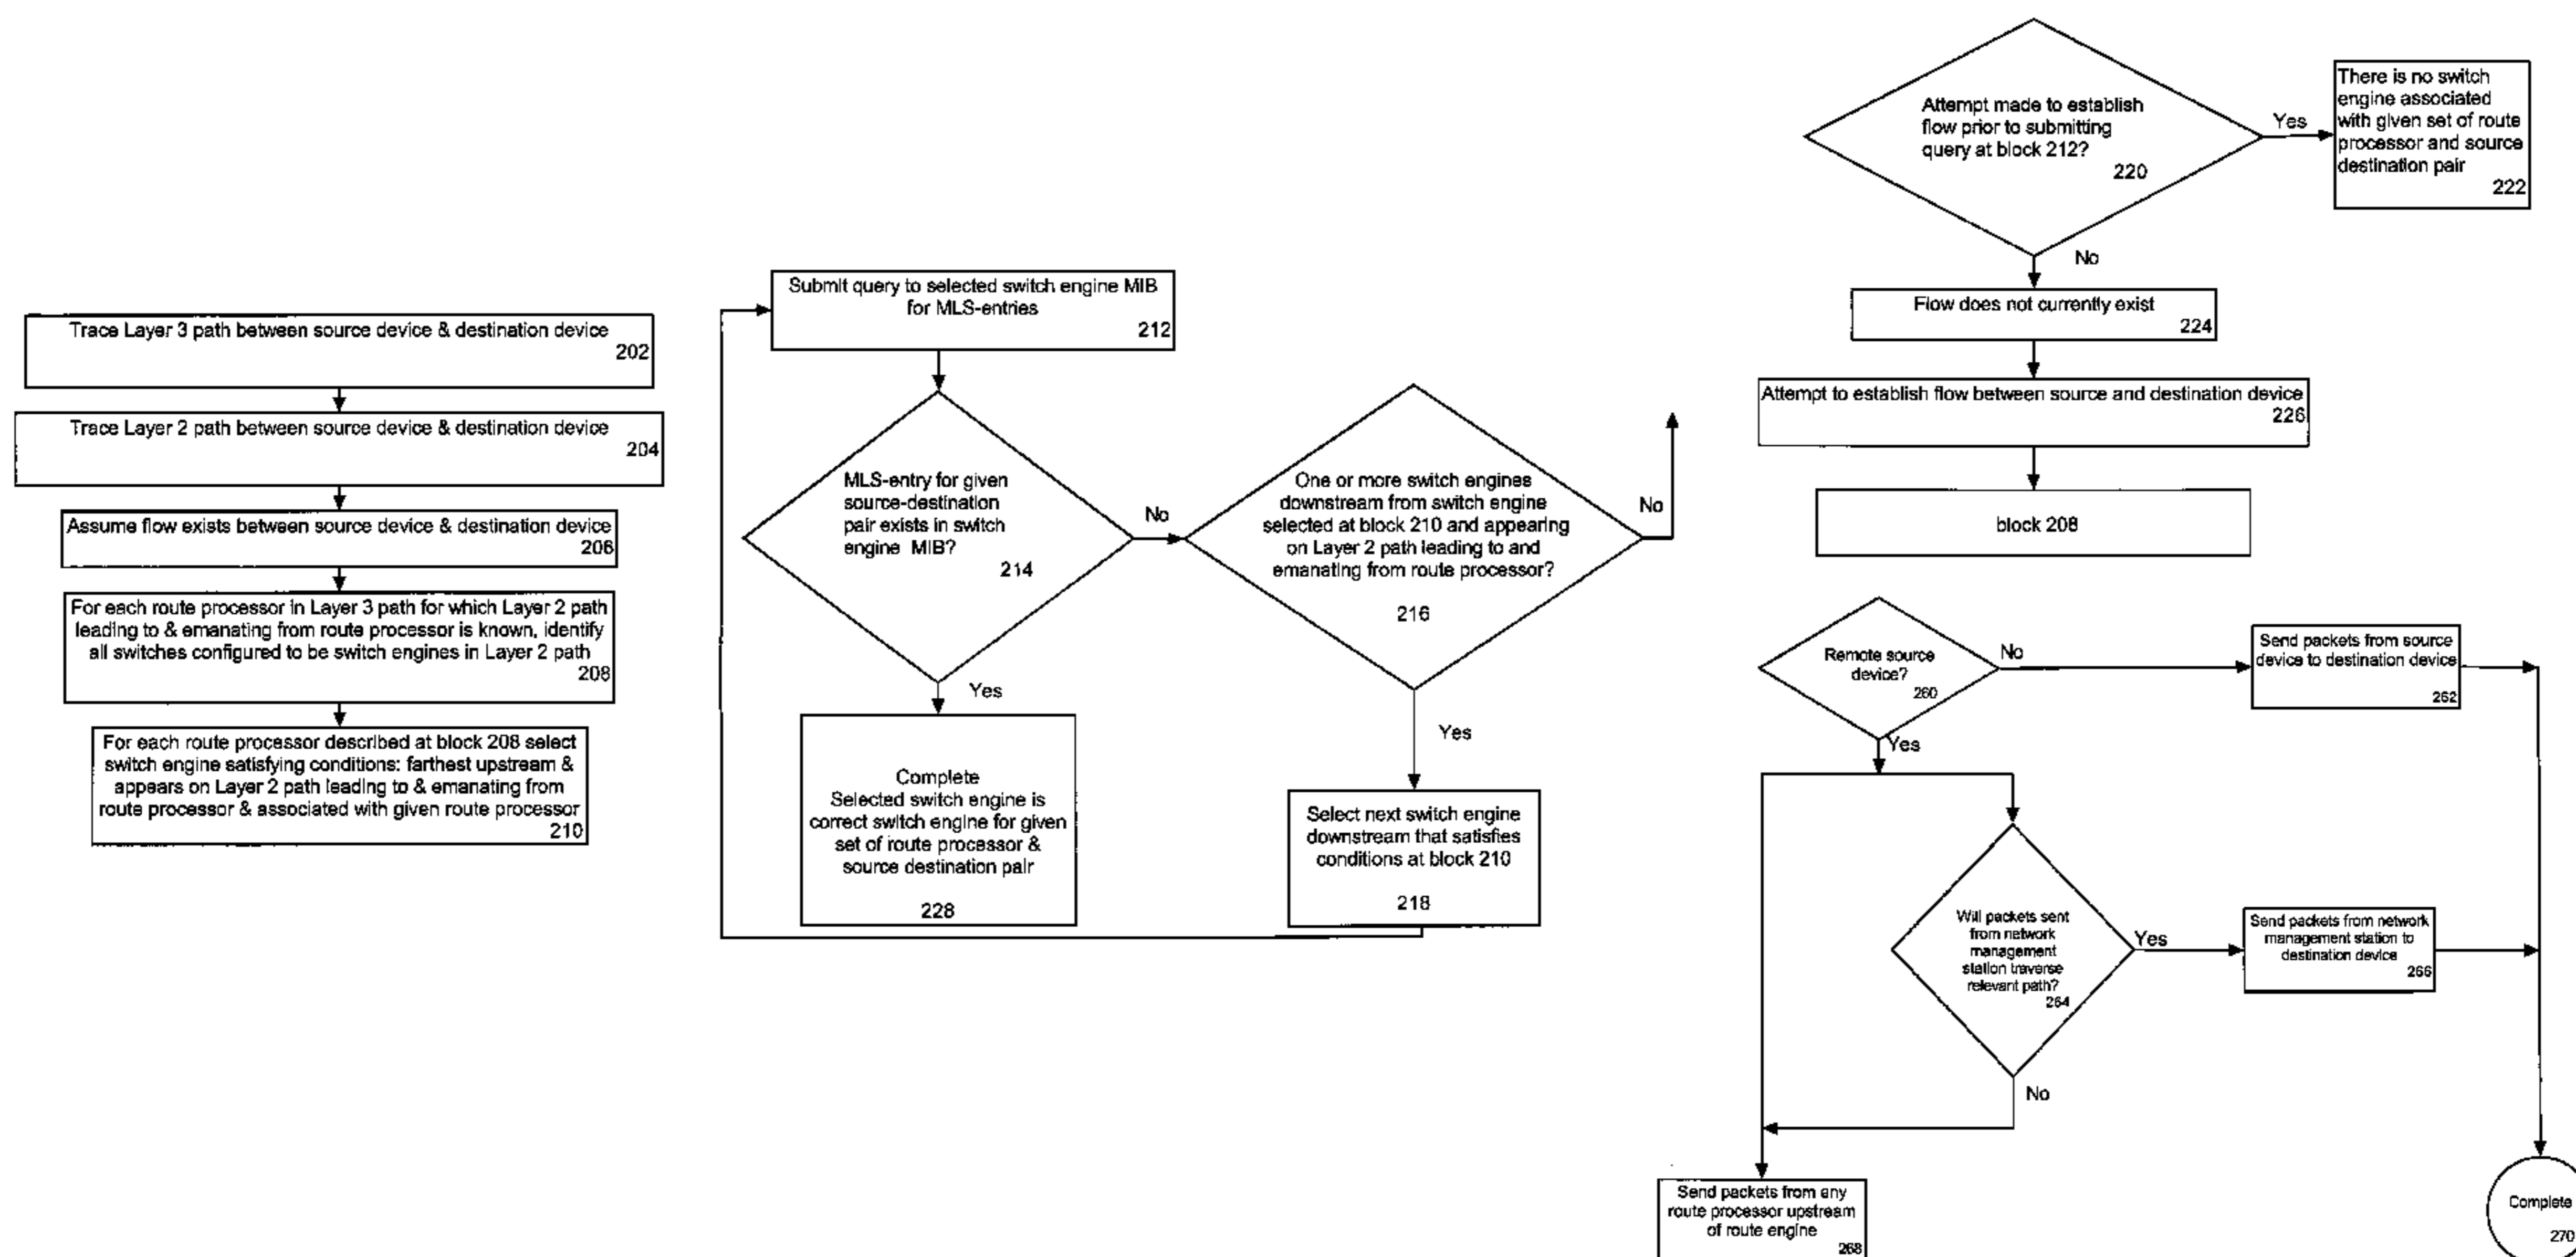 Trace Layer 3 path between source device & destination device
202
Trace Layer 2 path between source device & destination device
204
Assume flow exists between source device & destination device
206
For each route processor in Layer 3 path for which Layer 2 path
leading to & emanating from route processor is known, identify
all switches configured to be switch engines in Layer 2 path
208
For each route processor described at block 208 select
switch engine satisfying conditions: farthest upstream &
appears on Layer 2 path leading to & emanating from
route processor & associated with given route processor
210
Submit query to selected switch engine MIB
for MLS-entries
212
MLS-entry for given
source-destination
pair exists in switch
engine MIB?
214
No
Yes
Complete
Selected switch engine is
correct switch engine for given
set of route processor &
source destination pair
228
One or more switch engines
downstream from switch engine
selected at block 210 and appearing
on Layer 2 path leading to and
emanating from route processor?
216
No
Yes
Select next switch engine
downstream that satisfies
conditions at block 210
218
Attempt made to establish
flow prior to submitting
query at block 212?
220
Yes
There is no switch
engine associated
with given set of route
processor and source
destination pair
222
No
Flow does not currently exist
224
Attempt to establish flow between source and destination device
226
block 208
Remote source
device?
260
No
Send packets from source
device to destination device
262
Yes
Will packets sent
from network
management
station traverse
relevant path?
264
Yes
Send packets from network
management station to
destination device
266
No
Send packets from any
route processor upstream
of route engine
268
Complete
270